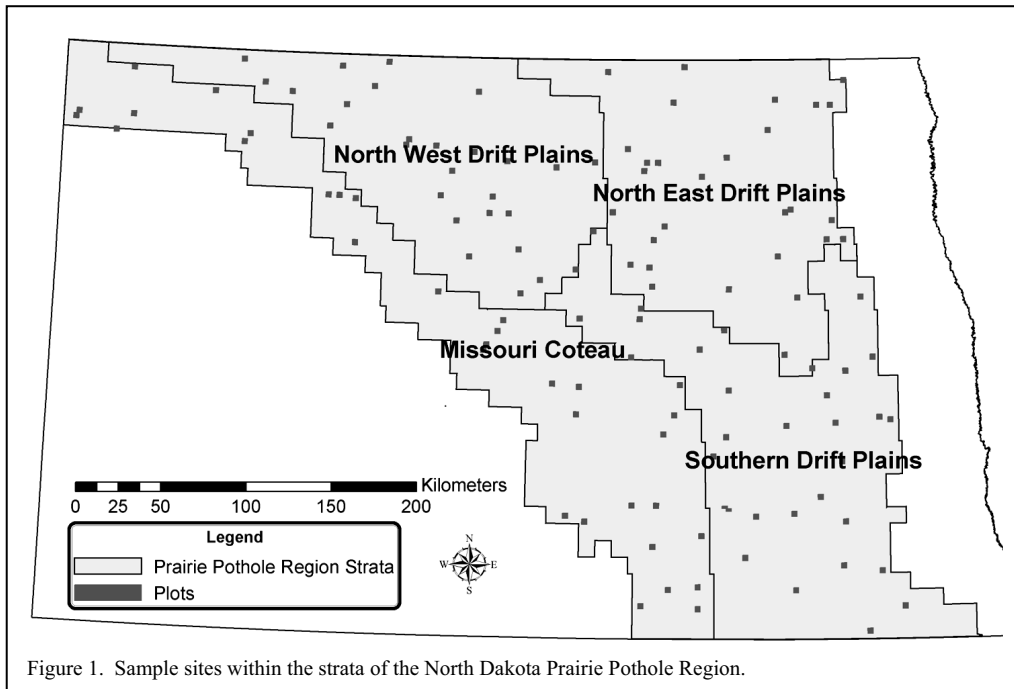 North West Drift Plains
North East Drift Plains
Missouri Coteau
Southern Drift Plains
Kilometers
0 25 50 100 150 200
Legend
Prairie Pothole Region Strata
Plots
N
W E
S
Figure 1. Sample sites within the strata of the North Dakota Prairie Pothole Region.